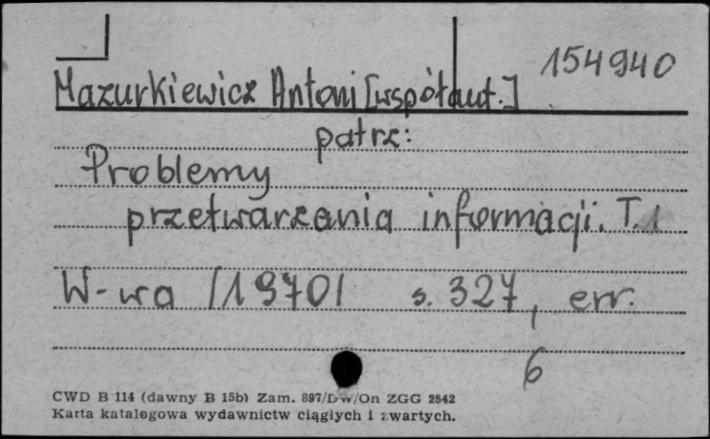 154940
Mazurkiewicz Antoni [współaut.]
patrz:
Problemy
przetwarzania informacji. T.1
W-wa /1970/ s. 327, err.
6
CWD B 114 (dawny B 15b) Zam. 897/DW/On ZGG 2542
Karta katalogowa wydawnictw ciągłych i zwartych.